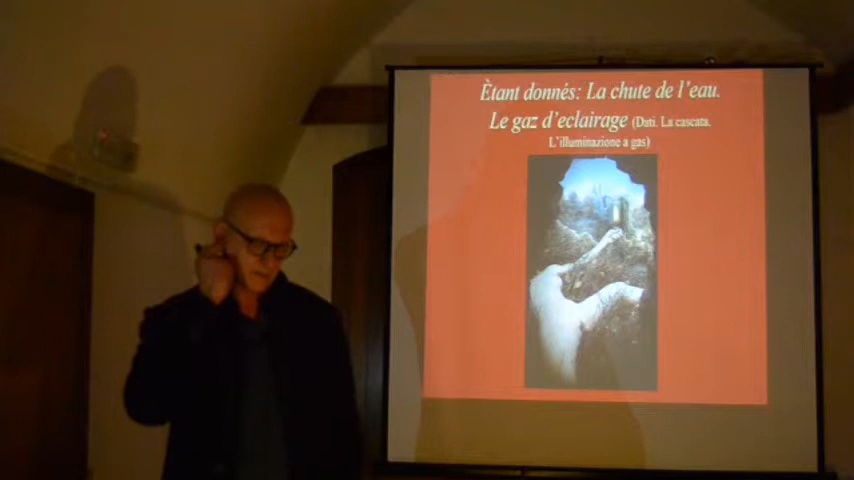 Ètant donnés: La chute de l'eau.
Le gaz d'eclairage (Dati. La cascata.
L'illuminazione a gas)